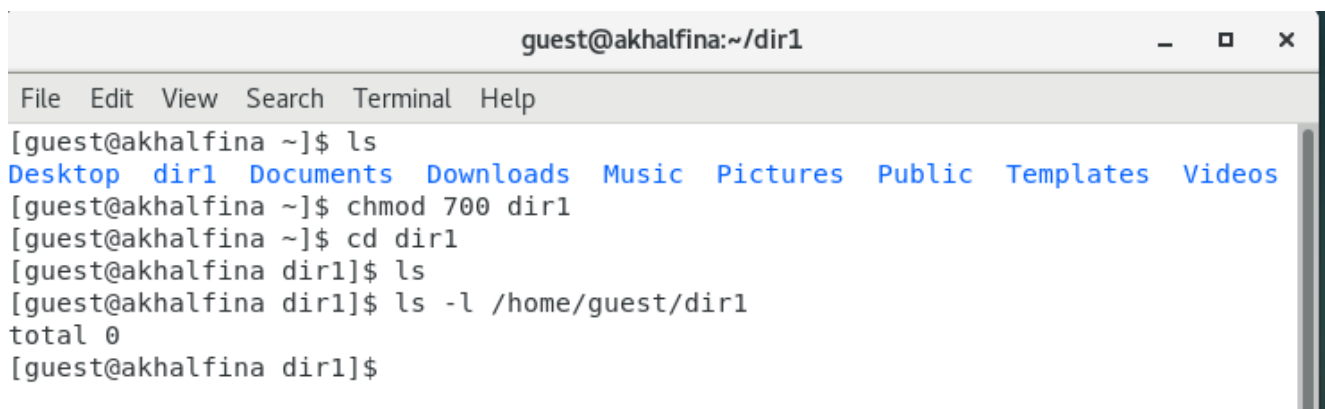 guest@akhalfina:~/dir1
File Edit View Search Terminal Help
[guest@akhalfina ~]$ ls
Desktop dir1 Documents Downloads Music Pictures Public Templates Videos
[guest@akhalfina ~]$ chmod 700 dir1
[guest@akhalfina ~]$ cd dir1
[guest@akhalfina dir1]$ ls
[guest@akhalfina dir1]$ ls -l /home/guest/dir1
total 0
[guest@akhalfina dir1]$